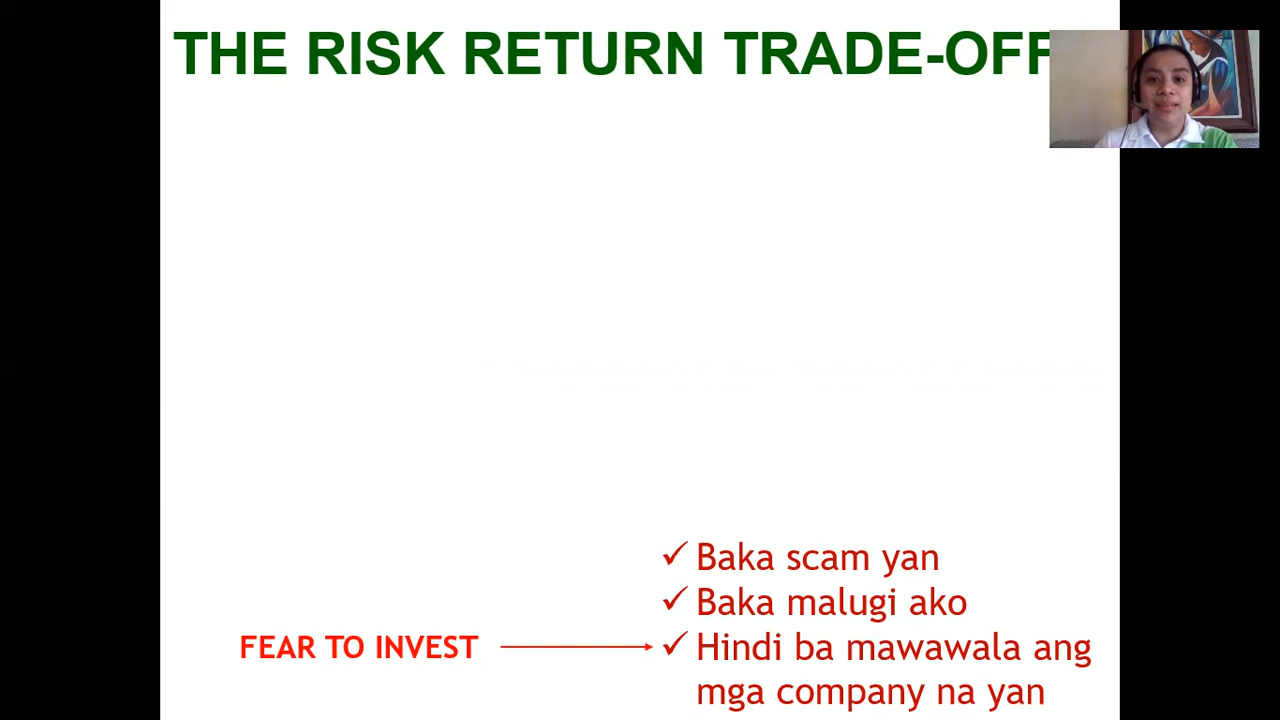 THE RISK RETURN TRADE-OFF
Baka scam yan
Baka malugi ako
FEAR TO INVEST
Hindi ba mawawala ang
mga company na yan